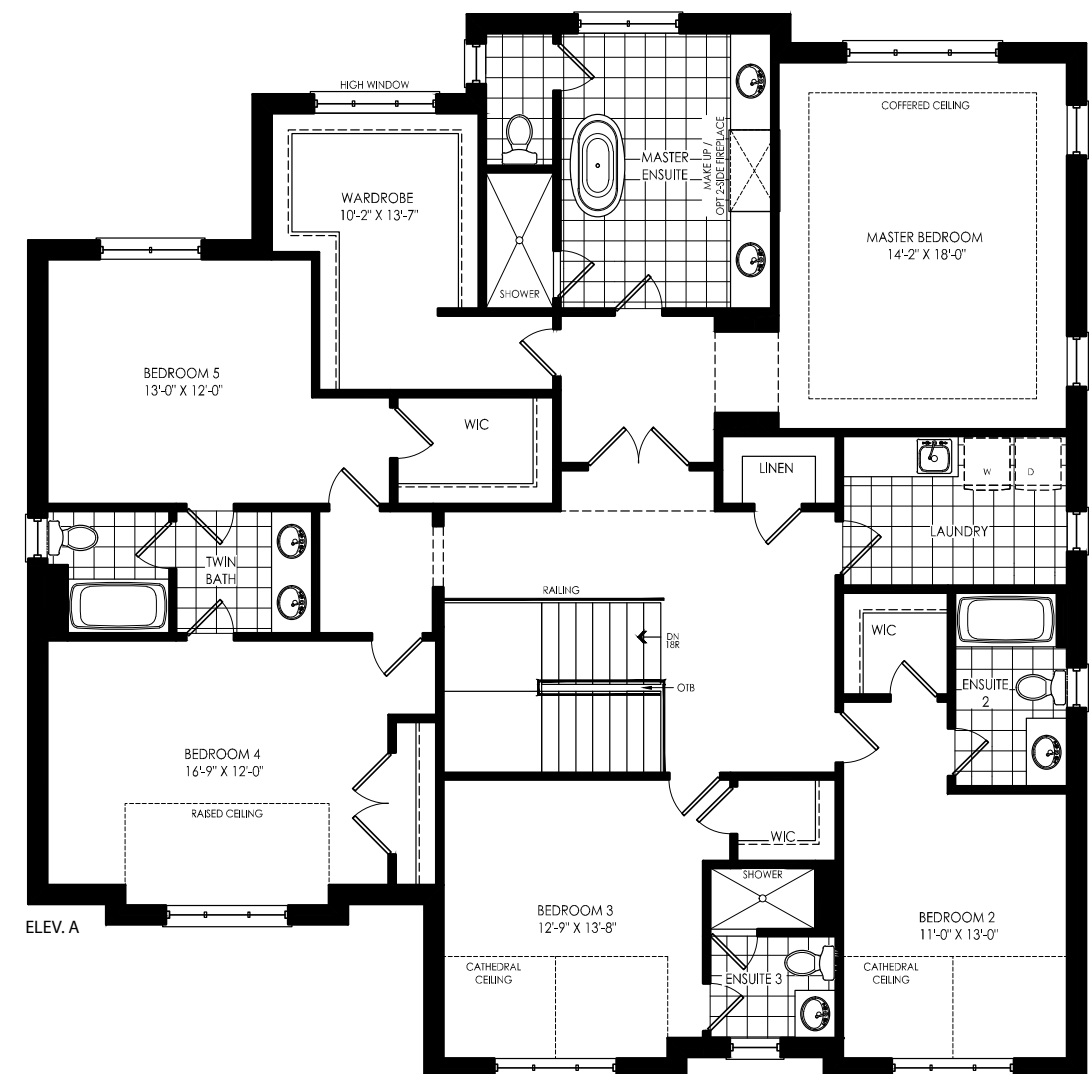 HIGH WINDOW
COFFERED CEILING
MASTER
ENSUITE
MAKE UP /
OPT 2-SIDE FIREPLACE
WARDROBE
10'-2" X 13'-7"
MASTER BEDROOM
14'-2" X 18'-0"
SHOWER
BEDROOM 5
13'-0" X 12'-0"
WIC
LINEN
W
D
LAUNDRY
TWIN
BATH
RAILING
DN
18R
OTB
WIC
ENSUITE
2
BEDROOM 4
16'-9" X 12'-0"
RAISED CEILING
WIC
SHOWER
BEDROOM 3
12'-9" X 13'-8"
BEDROOM 2
11'-0" X 13'-0"
ELEV. A
CATHEDRAL
CEILING
ENSUITE 3
CATHEDRAL
CEILING